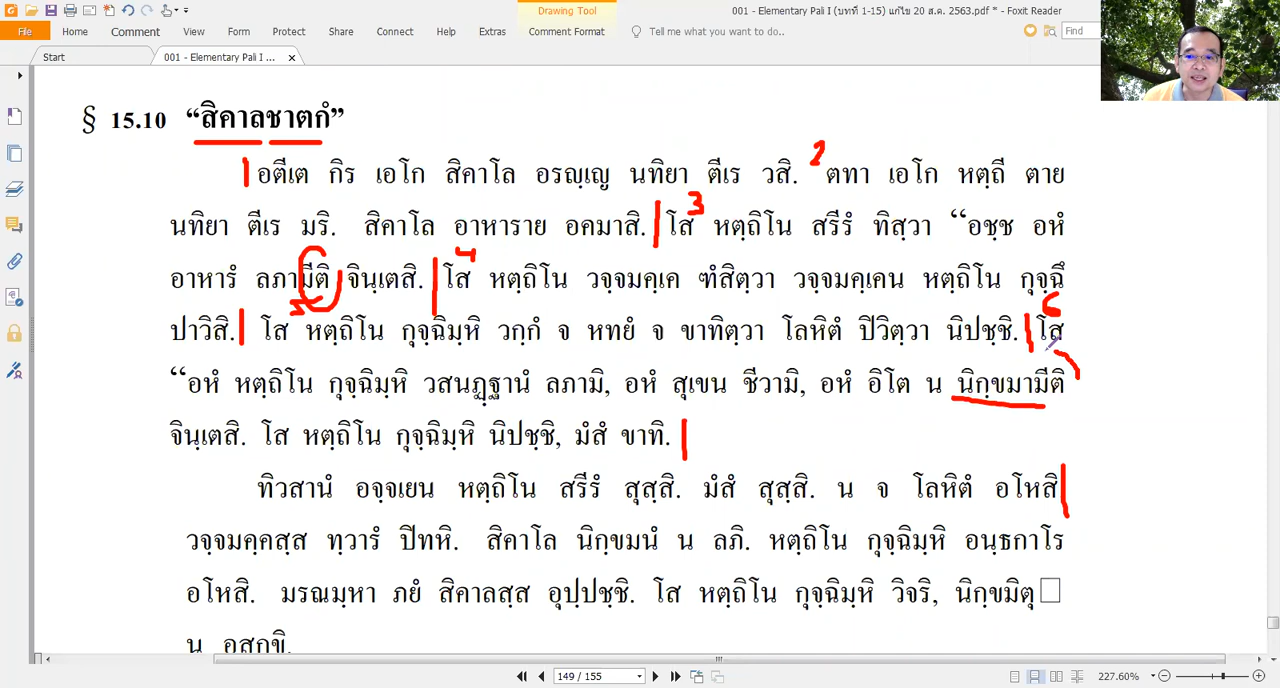 Drawing Tool
001 - Elementary Pali I (บทที่ 1-15) แก้ไข 20 ส.ค. 2563.pdf * - Foxit Reader
File Home Comment View Form Protect Share Connect Help Extras Comment Format Tell me what you want to do.. Find
Start 001 - Elementary Pali I ...
§ 15.10 “สิคาลชาตกํ”
อตีเต กิร เอโก สิคาโล อรญฺเญ นทิยา ตีเร วสิ. 2 ตทา เอโก หตฺถี ตาย
นทิยา ตีเร มริ. สิคาโล อาหาราย อคมาสิ. 3 โส หตฺถิโน สรีรํ ทิสฺวา “อชฺช อหํ
อาหารํ ลภามีติ จินฺเตสิ. 4 โส หตฺถิโน วจฺจมคฺเค ฑํสิตฺวา วจฺจมคฺเคน หตฺถิโน กุจฺฉึ
ปาวิสิ. 5 โส หตฺถิโน กุจฺฉิมฺหิ วกฺกํ จ หทยํ จ ขาทิตฺวา โลหิตํ ปิวิตฺวา นิปชฺชิ. 6 โส
“อหํ หตฺถิโน กุจฺฉิมฺหิ วสนฏฺฐานํ ลภามิ, อหํ สุเขน ชีวามิ, อหํ อิโต น นิกฺขมามีติ
จินฺเตสิ. โส หตฺถิโน กุจฺฉิมฺหิ นิปชฺชิ, มํสํ ขาทิ.
ทิวสานํ อจฺจเยน หตฺถิโน สรีรํ สุสฺสิ. มํสํ สุสฺสิ. น จ โลหิตํ อโหสิ
วจฺจมคฺคสฺส ทฺวารํ ปิทหิ. สิคาโล นิกฺขมนํ น ลภิ. หตฺถิโน กุจฺฉิมฺหิ อนฺธกาโร
อโหสิ. มรณมฺหา ภยํ สิคาลสฺส อุปฺปชฺชิ. โส หตฺถิโน กุจฺฉิมฺหิ วิจริ, นิกฺขมิตุ□
น อสกฺขิ.
149 / 155 227.60%